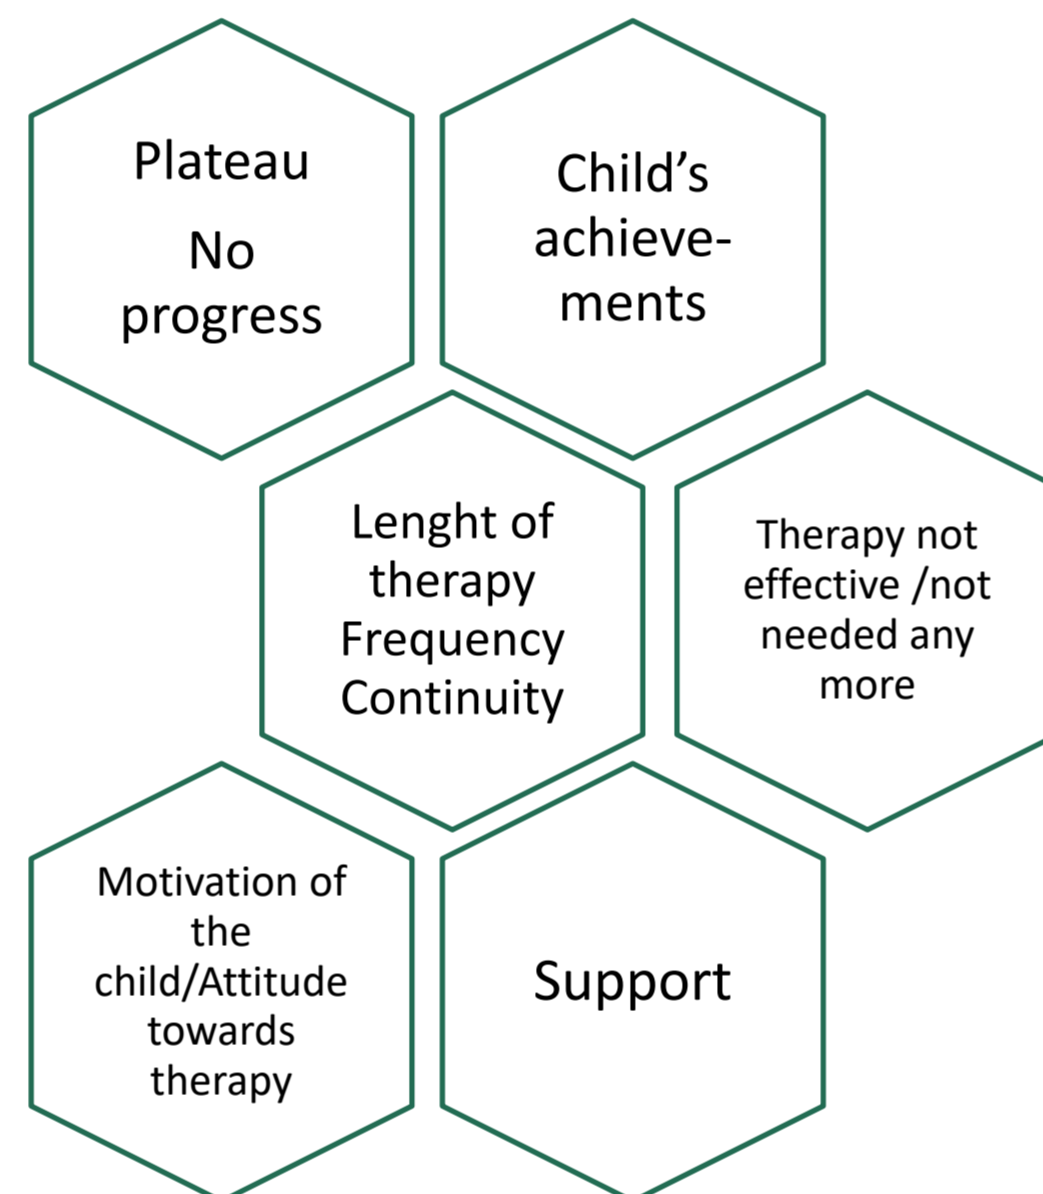 Plateau
No
progress
Child’s
achieve-
ments
Lenght of
therapy
Frequency
Continuity
Therapy not
effective /not
needed any
more
Motivation of
the
child/Attitude
towards
therapy
Support